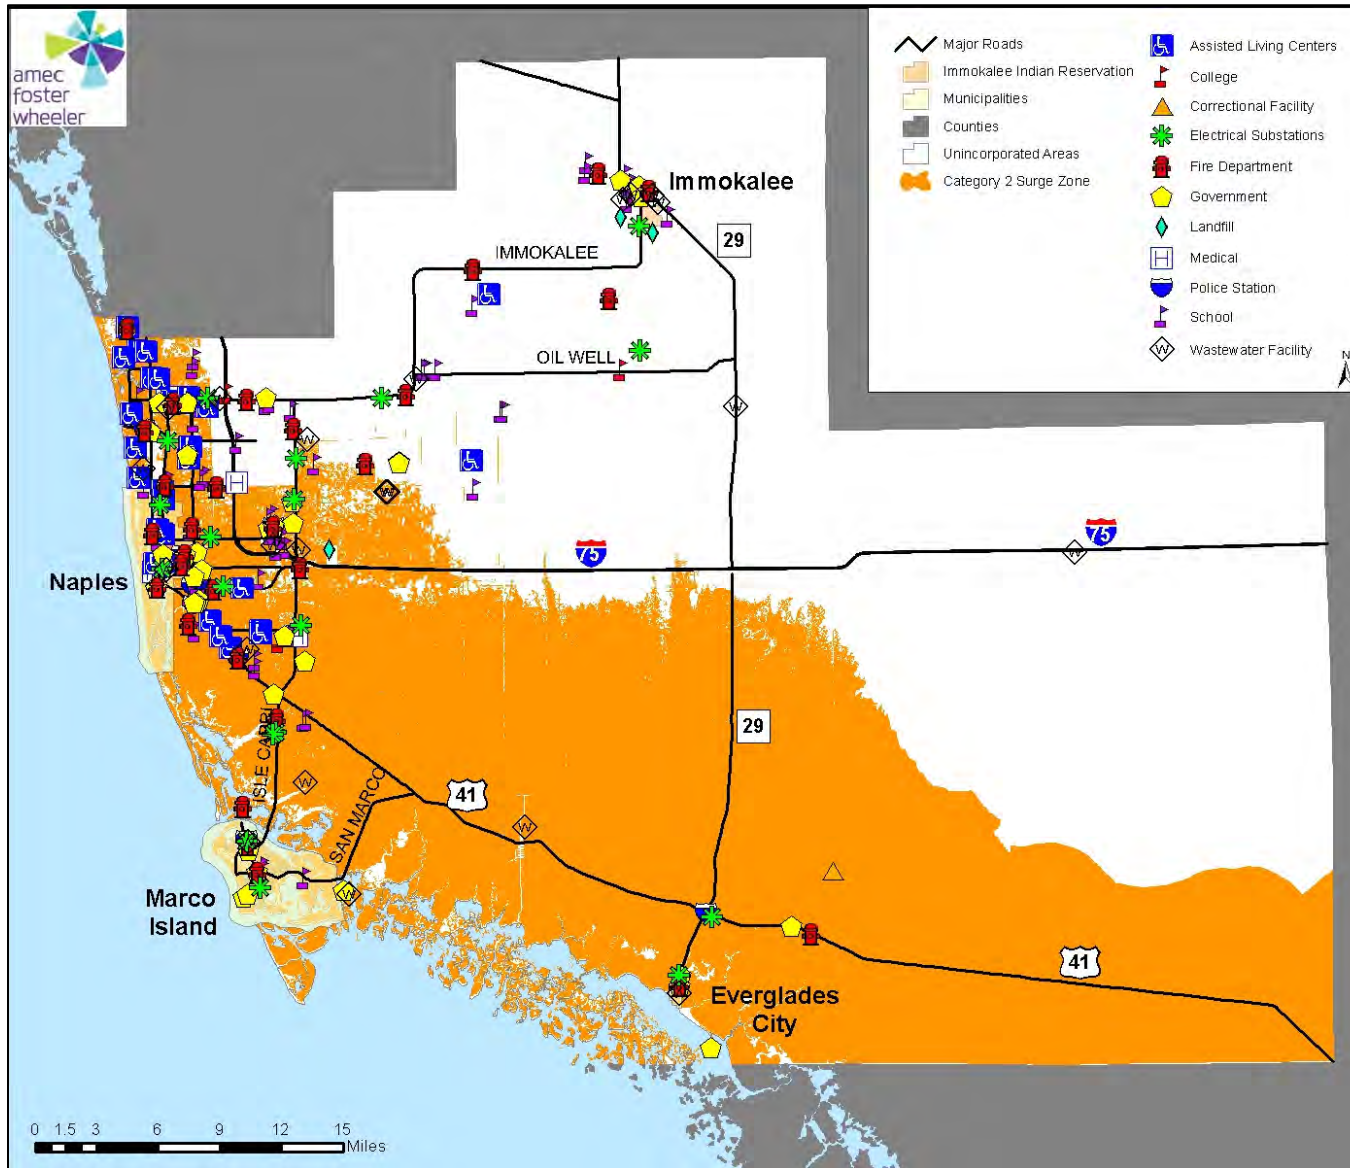 amec
foster
wheeler
Major Roads
Immokalee Indian Reservation
Municipalities
Counties
Unincorporated Areas
Category 2 Surge Zone
Assisted Living Centers
College
Correctional Facility
Electrical Substations
Fire Department
Government
Landfill
Medical
Police Station
School
Wastewater Facility
H
W
N
Immokalee
29
IMMOKALEE
OIL WELL
75
75
Naples
29
ISLE CAPRI
SAN MARCO
41
Marco
Island
41
Everglades
City
0 1.5 3 6 9 12 15
Miles